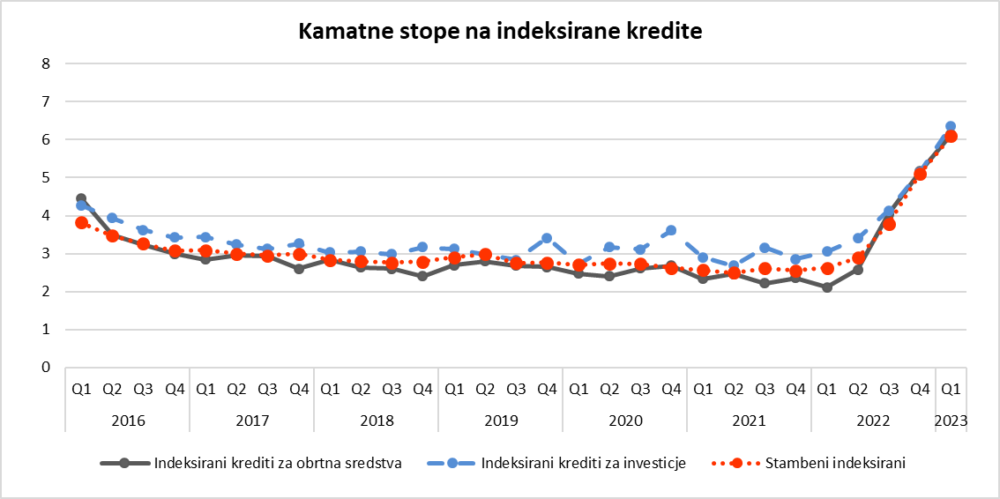 Kamatne stope na indeksirane kredite
8
7
6
5
4
3
2
1
0
Q1 Q2 Q3 Q4 Q1 Q2 Q3 Q4 Q1 Q2 Q3 Q4 Q1 Q2 Q3 Q4 Q1 Q2 Q3 Q4 Q1 Q2 Q3 Q4 Q1 Q2 Q3 Q4 Q1
2016 2017 2018 2019 2020 2021 2022 2023
Indeksirani krediti za obrtna sredstva Indeksirani krediti za investicje Stambeni indeksirani